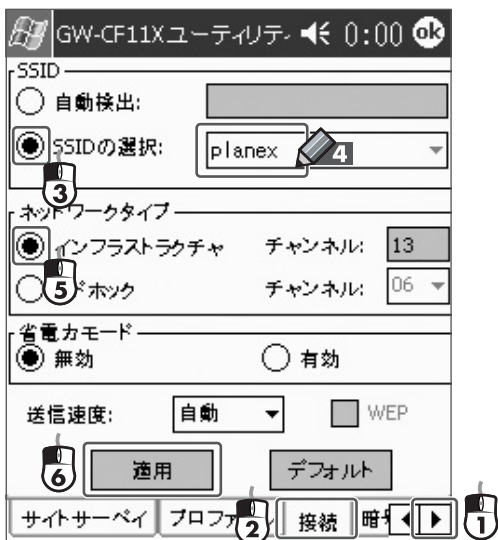 GW-CF11Xユーティリテ 0:00 ok
SSID
自動検出:
SSIDの選択: planex 4
3
ネットワークタイプ
インフラストラクチャ チャンネル: 13
5 ドホック チャンネル: 06
省電力モード
無効 有効
送信速度: 自動 WEP
6 適用 デフォルト
サイトサーベイ プロファ 2 接続 暗 1